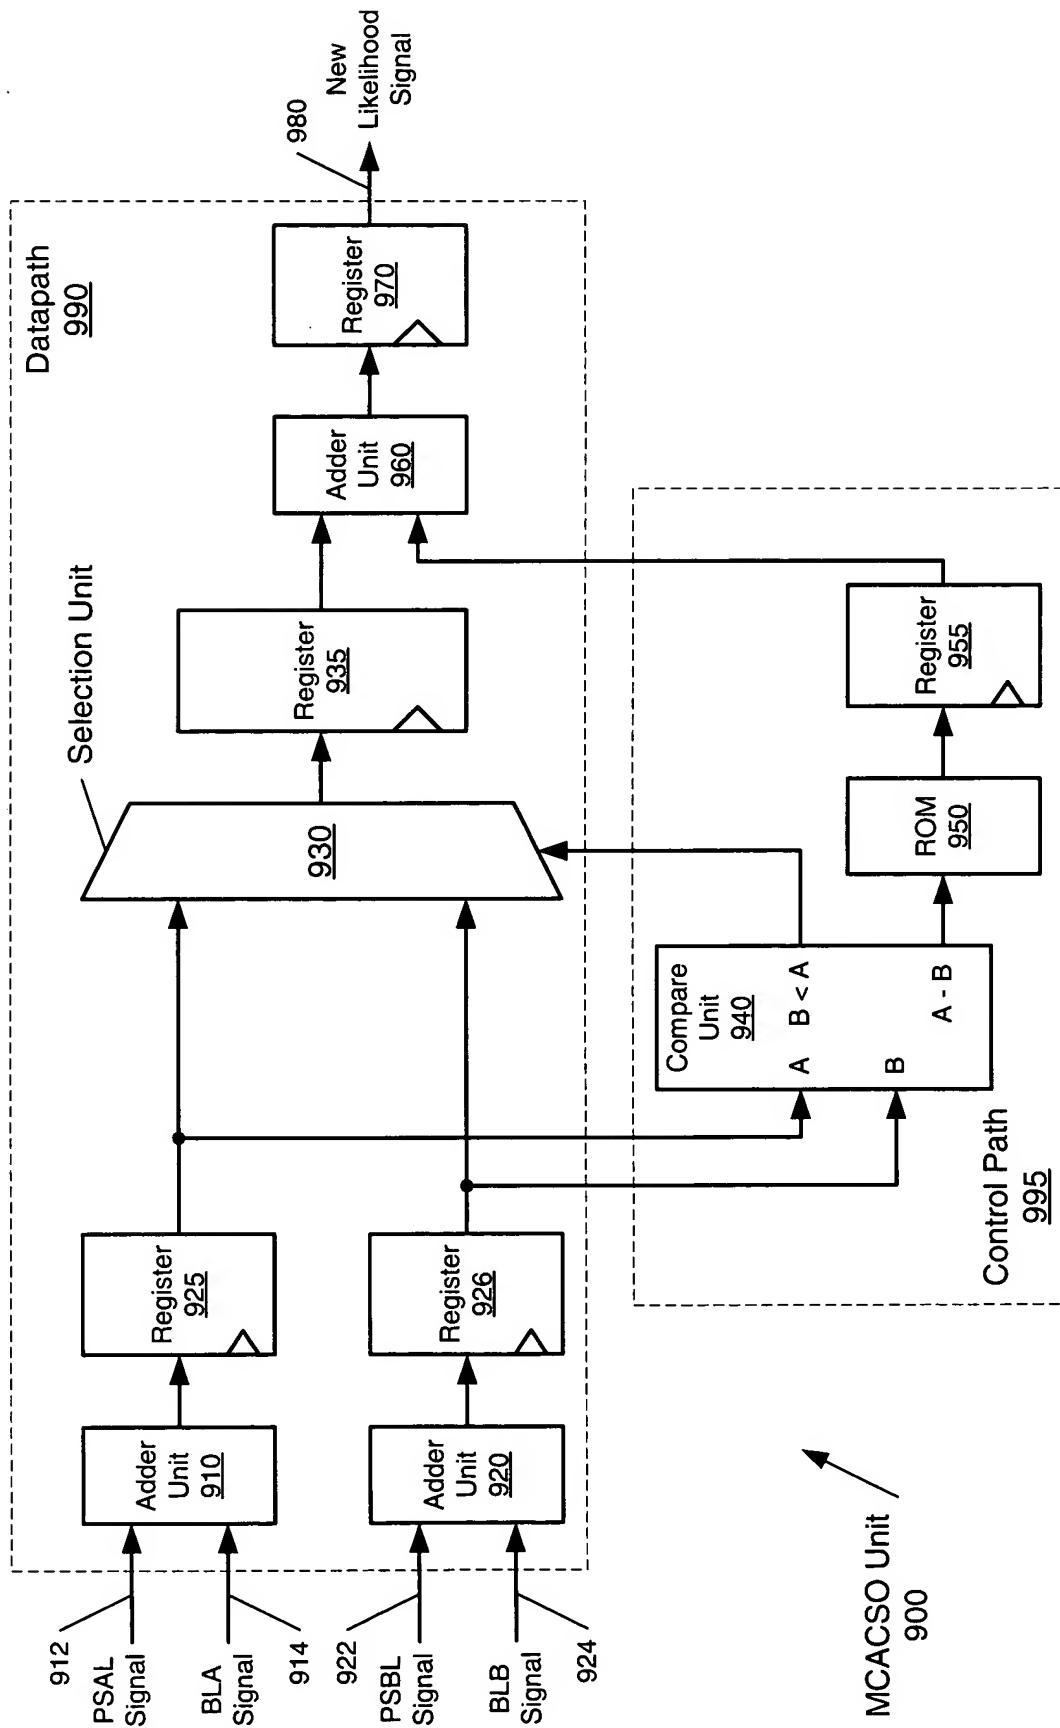 Datapath
990
Selection Unit
912
PSAL
Signal
BLA
Signal
914
922
PSBL
Signal
BLB
Signal
924
Adder
Unit
910
Adder
Unit
920
Register
925
Register
926
930
Register
935
Adder
Unit
960
Register
970
980
New
Likelihood
Signal
Compare
Unit
940
A
B < A
B
A - B
ROM
950
Register
955
Control Path
995
MCACSO Unit
900